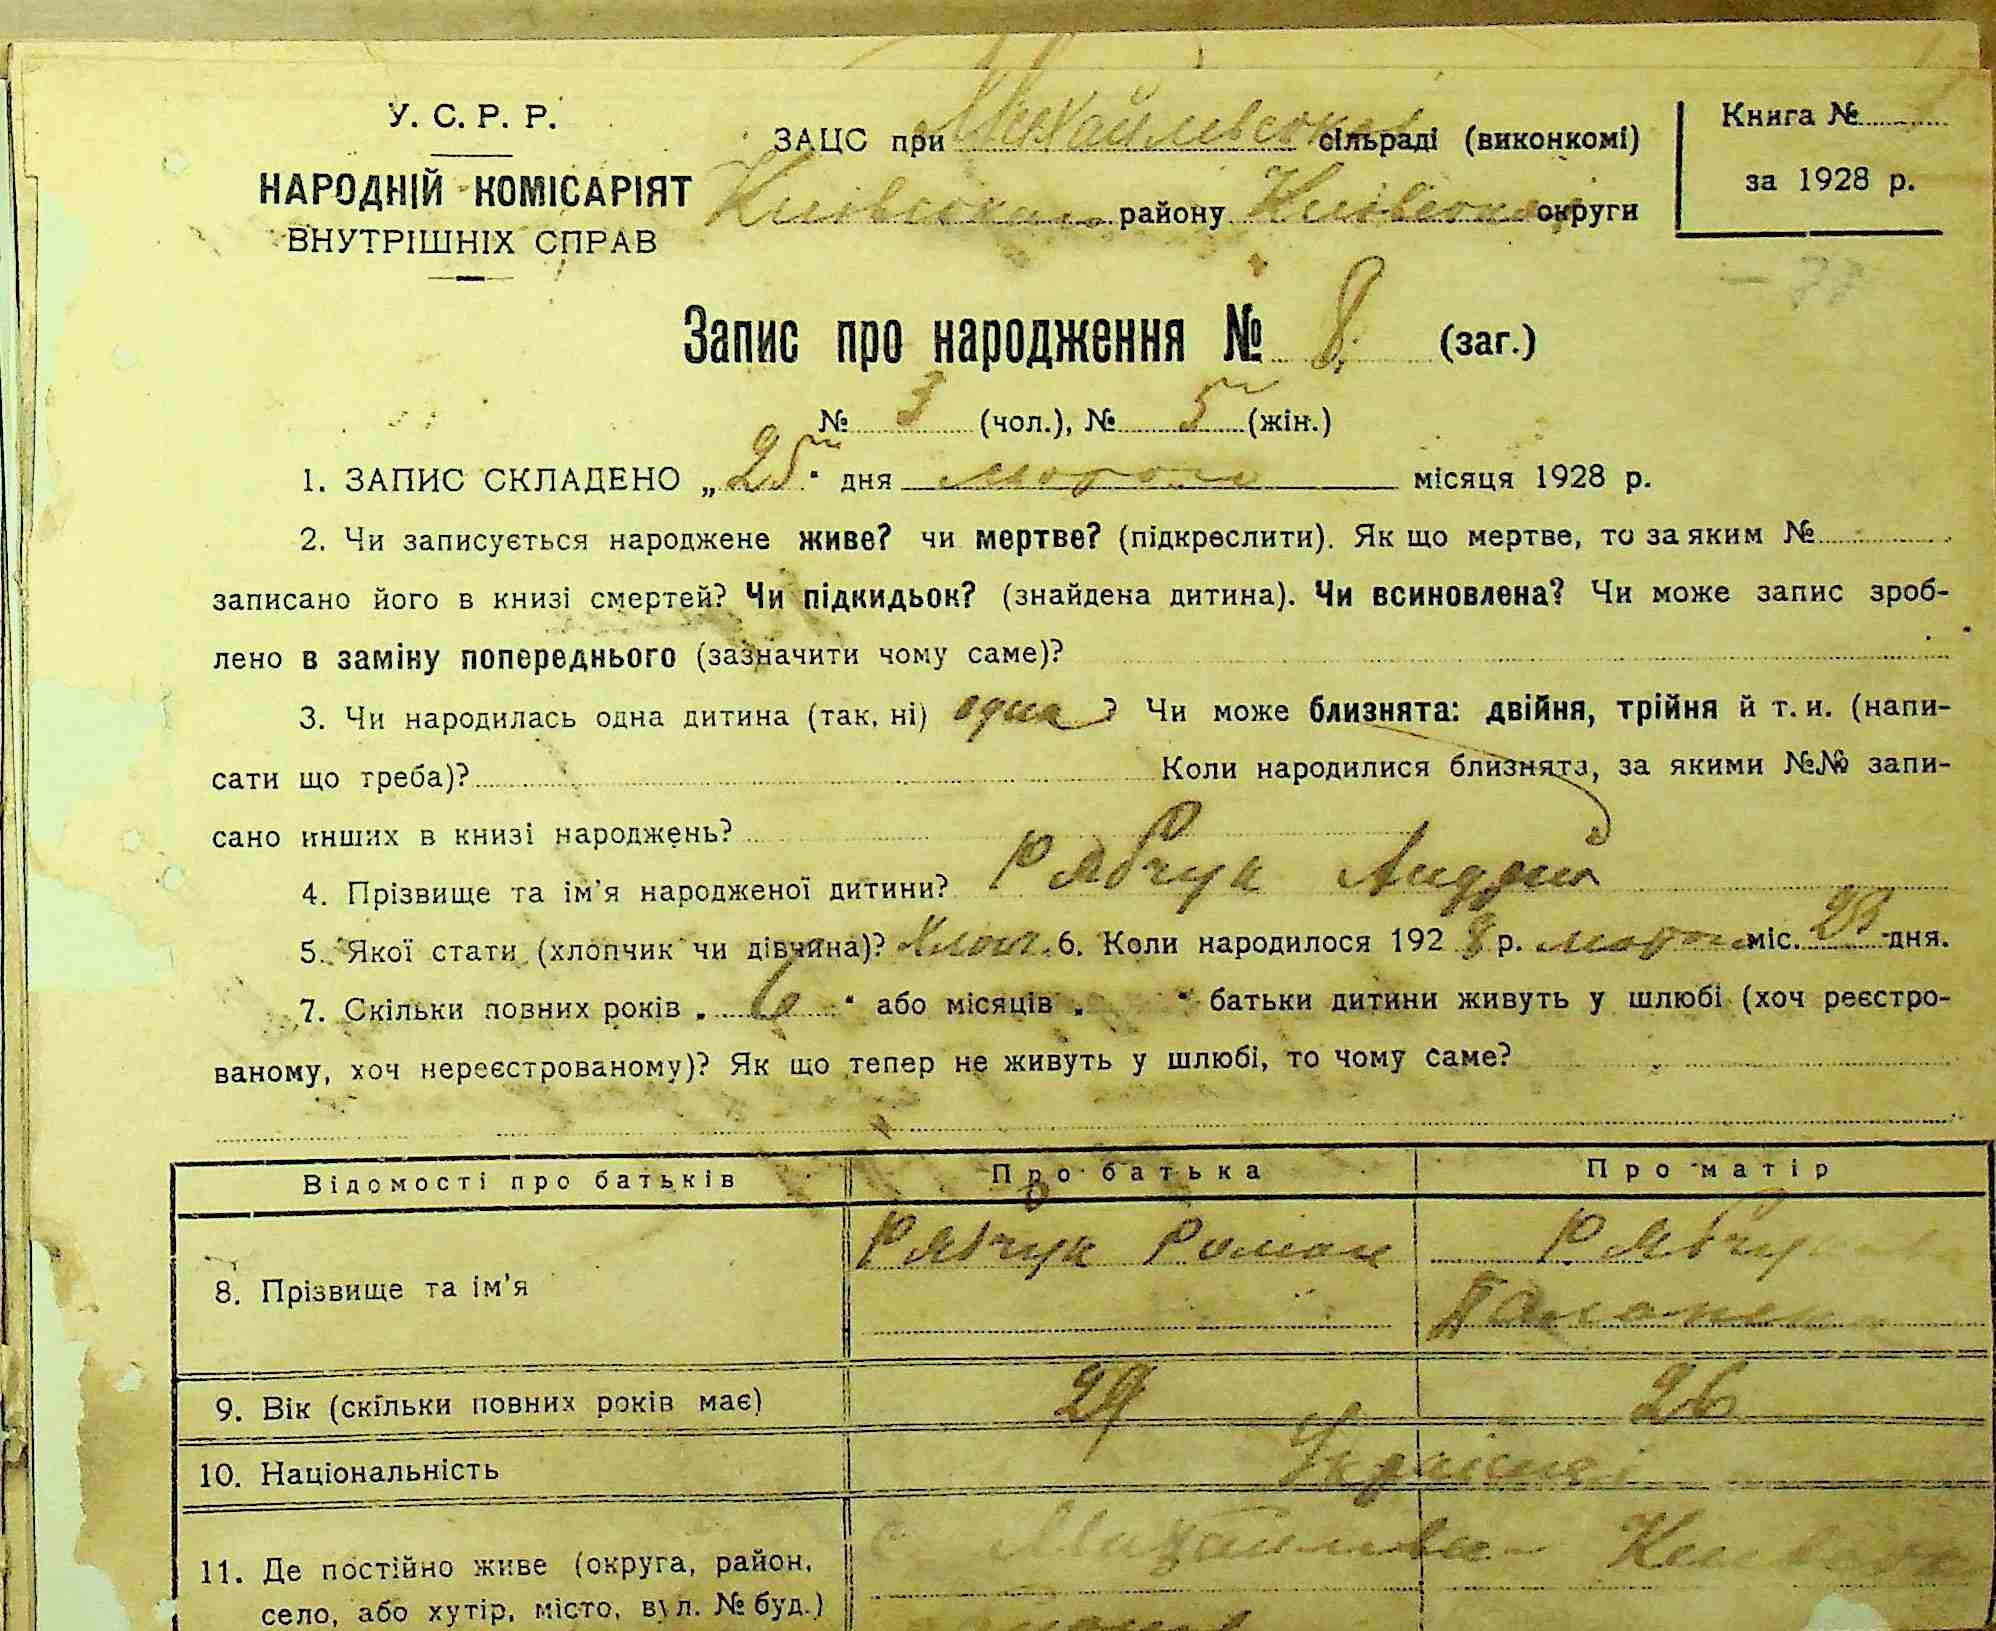 У. С. Р. Р.
НАРОДНІЙ КОМІСАРІЯТ
ВНУТРІШНІХ СПРАВ
ЗАЦС при сільраді (виконкомі)
району округи
Книга №
за 1928 р.
Запис про народження № 8 (заг.)
№ 3 (чол.), № 5 (жін.)
1. ЗАПИС СКЛАДЕНО „25" дня місяця 1928 р.
2. Чи записується народжене живе? чи мертве? (підкреслити). Як що мертве, то за яким №
записано його в книзі смертей? Чи підкидьок? (знайдена дитина). Чи всиновлена? Чи може запис зроб-
лено в заміну попереднього (зазначити чому саме)?
3. Чи народилась одна дитина (так, ні) одна? Чи може близнята: двійня, трійня й т. и. (напи-
сати що треба)? Коли народилися близнята, за якими №№ запи-
сано инших в книзі народжень?
4. Прізвище та ім'я народженої дитини? Рябчук Андрій
5. Якої стати (хлопчик чи дівчина)? Хлоп. 6. Коли народилося 1928 р. міс. дня.
7. Скільки повних років „6" або місяців „ " батьки дитини живуть у шлюбі (хоч реєстро-
ваному, хоч нереєстрованому)? Як що тепер не живуть у шлюбі, то чому саме?
Відомості про батьків Про батька Про матір
8. Прізвище та ім'я Рябчук Роман Рябчук
9. Вік (скільки повних років має) 29 26
10. Національність Українці
11. Де постійно живе (округа, район,
село, або хутір, місто, вул. № буд.)